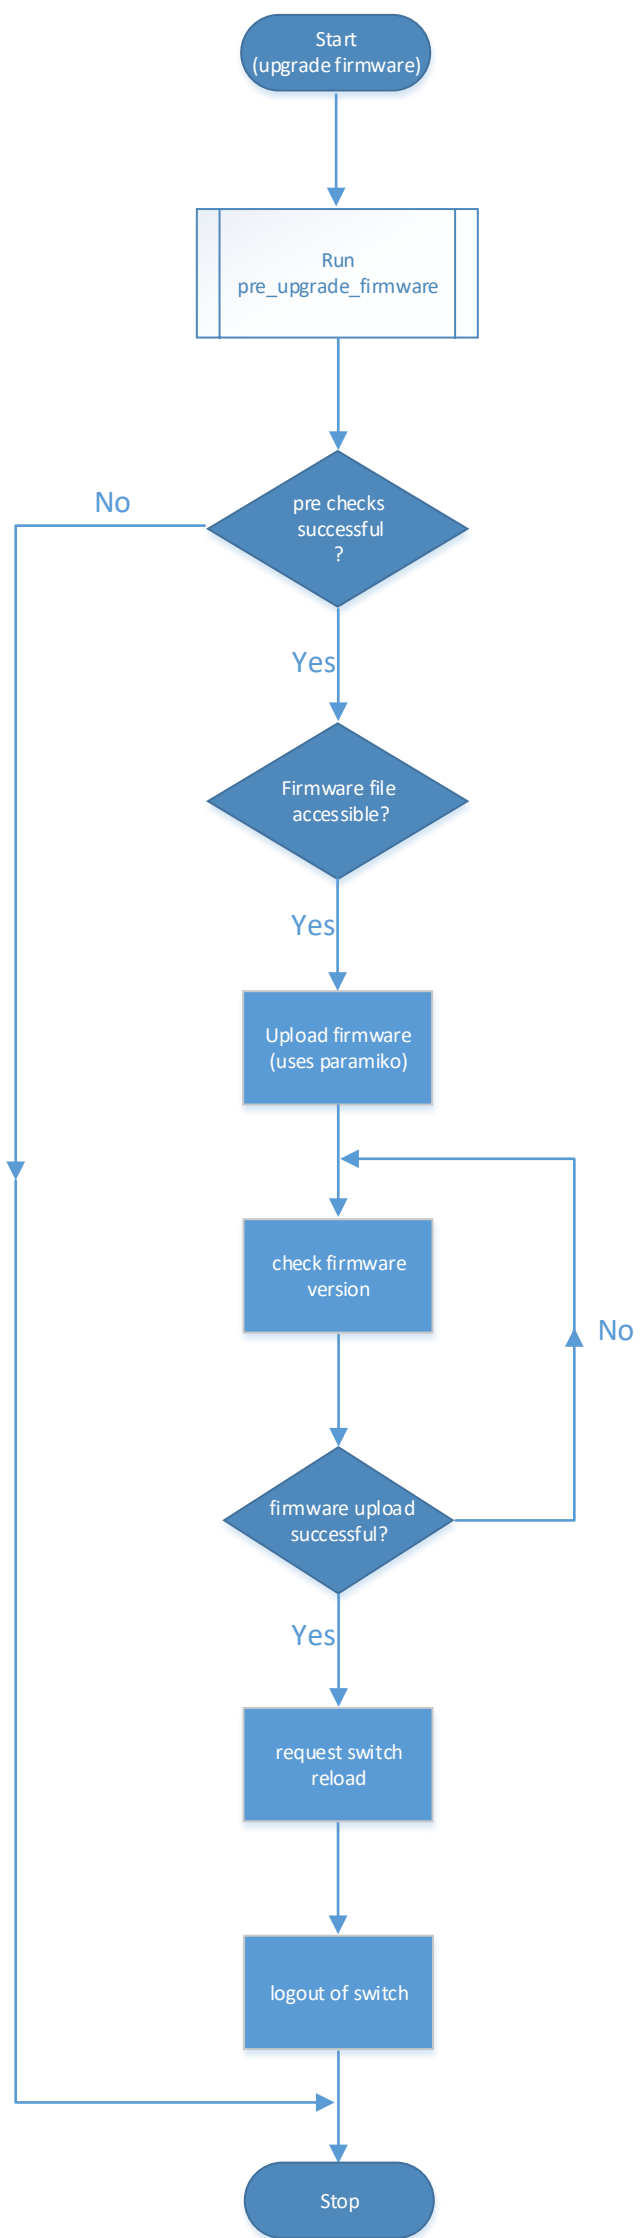 Start
(upgrade firmware)
Run
pre_upgrade_firmware
No
pre checks
successful
?
Yes
Firmware file
accessible?
Yes
Upload firmware
(uses paramiko)
check firmware
version
No
firmware upload
successful?
Yes
request switch
reload
logout of switch
Stop